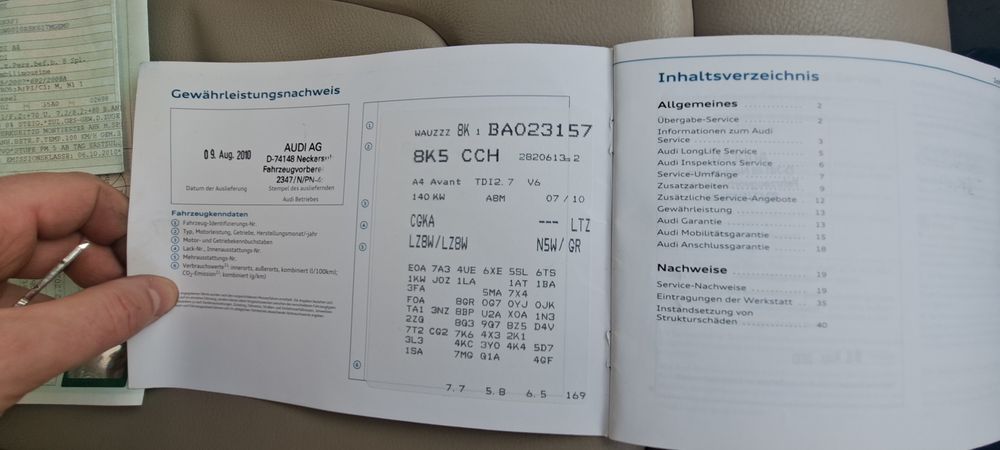 AUDI AG
Gewährleistungsnachweis
09. Aug. 2010
AUDI AG
D-74148 Neckarsul
Fahrzeugvorberei
2347/N/PN-6
Datum der Auslieferung
Stempel des ausliefernden
Audi Betriebes
Fahrzeugkenndaten
1 Fahrzeug-Identifizierungs-Nr.
2 Typ, Motorleistung, Getriebe, Herstellungsmonat/-jahr
3 Motor- und Getriebekennbuchstaben
4 Lack-Nr., Innenausstattungs-Nr.
5 Mehrausstattungs-Nr.
6 Verbrauchswerte: innerorts, außerorts, kombiniert (l/100km);
CO₂-Emission: kombiniert (g/km)
WAUZZZ 8K 1 BA023157
8K5 CCH 2820613 2
A4 Avant TDI2.7 V6
140 KW A8M 07/10
CGKA --- LTZ
LZ8W/LZ8W N5W/GR
E0A 7A3 4UE 6XE 5SL 6TS
1KW J0Z 1LA 1AT 1BA
3FA 5MA 7X4
F0A 8GR 0G7 0YJ 0JK
TA1 3NZ 8BP U2A X0A 1N3
2ZQ 8Q3 9Q7 8Z5 D4V
7T2 CQ2 7K6 4X3 2K1
3L3 4KC 3Y0 4K4 5D7
1SA 7MG Q1A 4GF
7.7 5.8 6.5 169
Inhaltsverzeichnis
Allgemeines 2
Übergabe-Service 2
Informationen zum Audi
Service 3
Audi LongLife Service 5
Audi Inspektions Service 6
Service-Umfänge 7
Zusatzarbeiten 9
Zusätzliche Service-Angebote 12
Gewährleistung 13
Audi Garantie 13
Audi Mobilitätsgarantie 15
Audi Anschlussgarantie 18
Nachweise 19
Service-Nachweise 19
Eintragungen der Werkstatt 35
Instandsetzung von
Strukturschäden 40